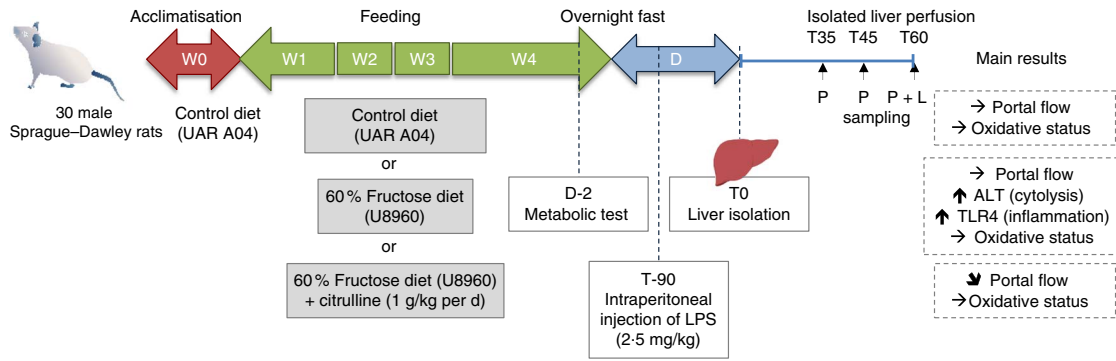 Acclimatisation
Feeding
Overnight fast
Isolated liver perfusion
T35 T45 T60
W0 W1 W2 W3 W4 D
Main results
30 male
Sprague–Dawley rats
Control diet
(UAR A04)
Control diet
(UAR A04)
or
60 % Fructose diet
(U8960)
or
60 % Fructose diet (U8960)
+ citrulline (1 g/kg per d)
D-2
Metabolic test
T-90
Intraperitoneal
injection of LPS
(2·5 mg/kg)
T0
Liver isolation
P P P + L
sampling
→ Portal flow
→ Oxidative status
→ Portal flow
↑ ALT (cytolysis)
↑ TLR4 (inflammation)
→ Oxidative status
↘ Portal flow
→ Oxidative status